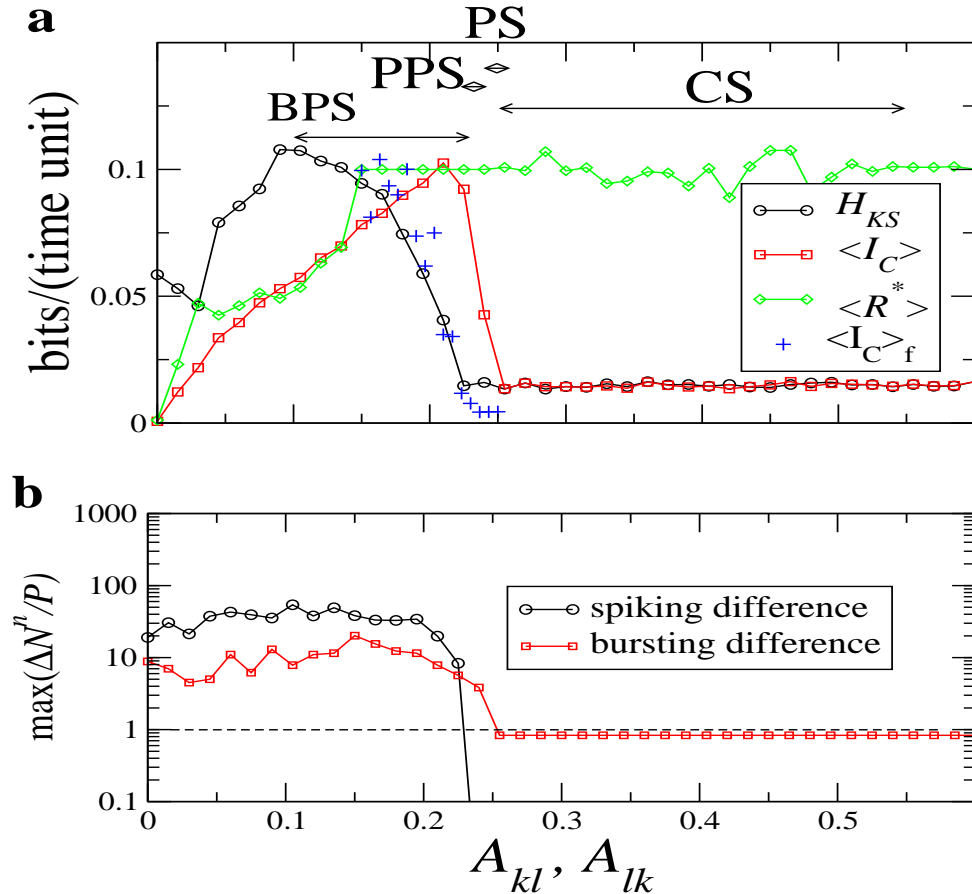 a
PS
PPS
BPS
CS
bits/(time unit)
0.1
0.05
0
H_KS
<I_C>
<R^*>
<I_C>_f
b
max(ΔN^n/P)
1000
100
10
1
0.1
spiking difference
bursting difference
0 0.1 0.2 0.3 0.4 0.5
A_kl, A_lk